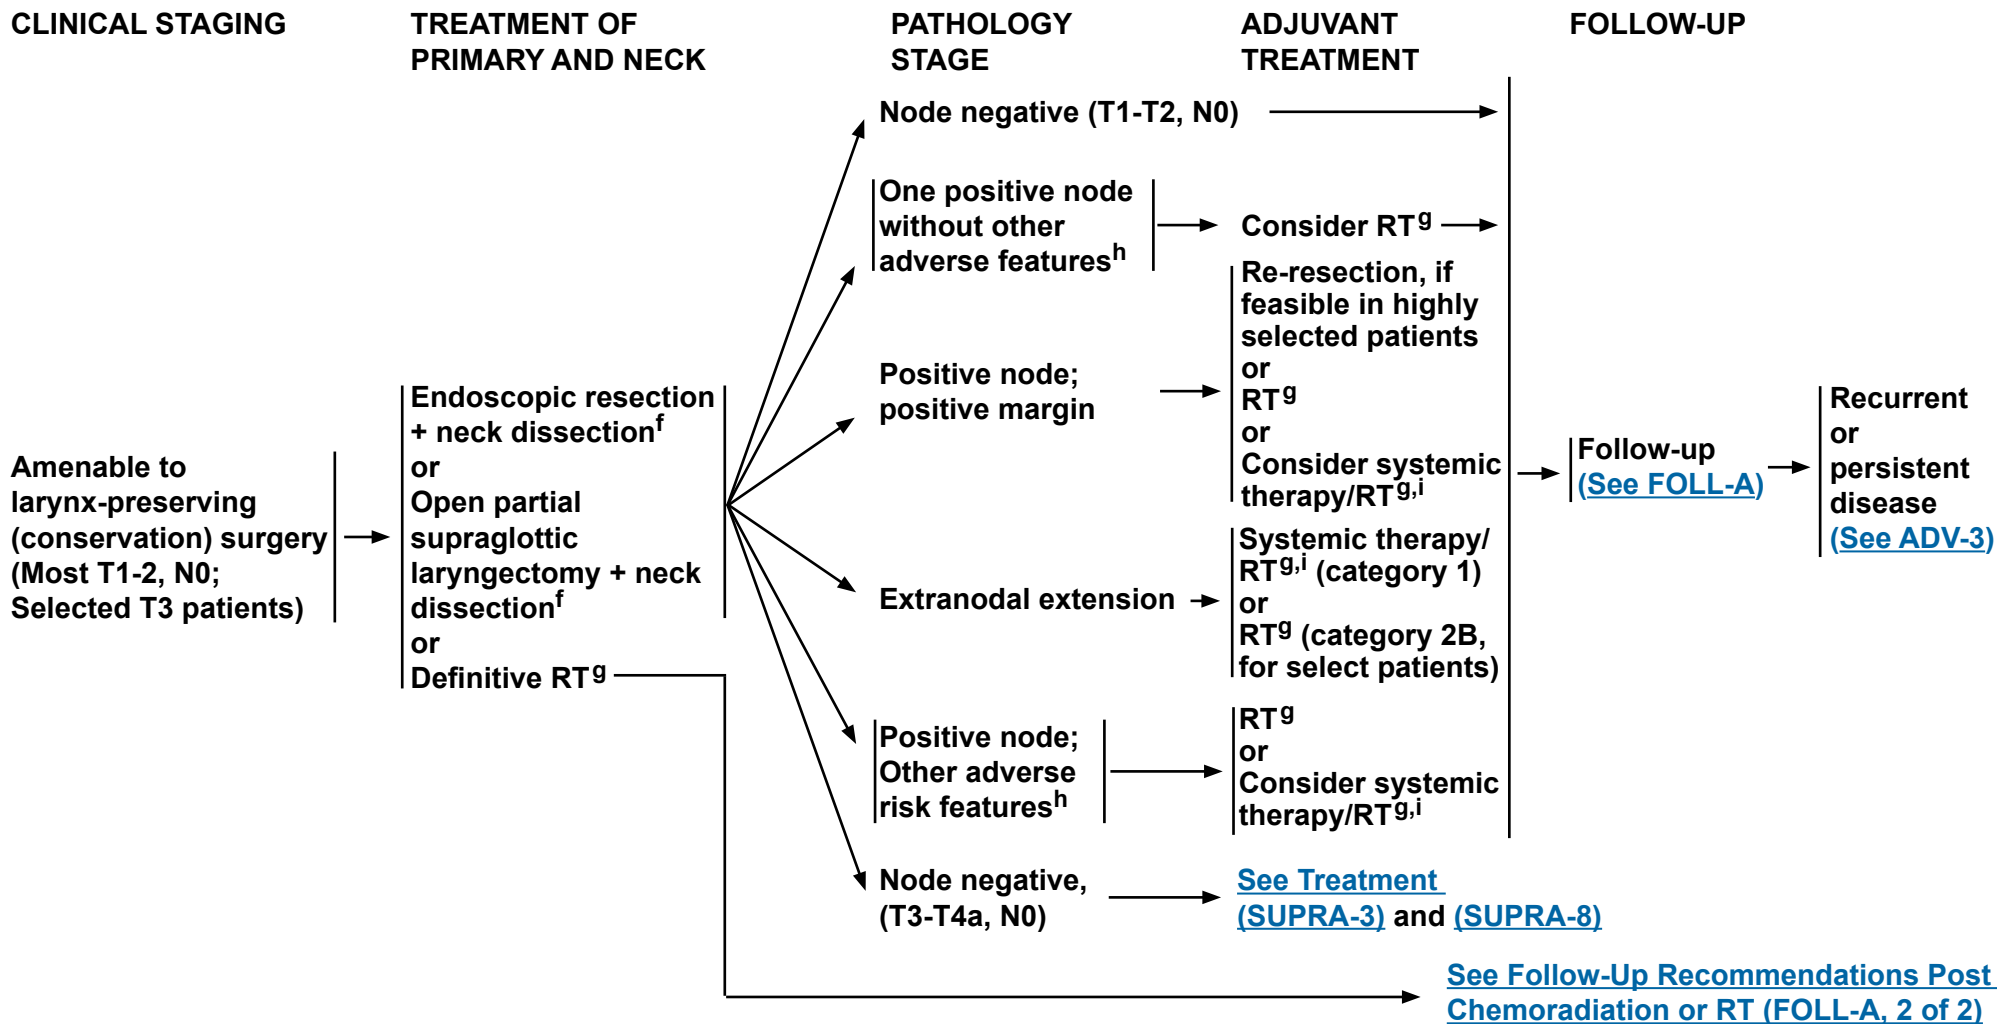 CLINICAL STAGING
TREATMENT OF
PRIMARY AND NECK
PATHOLOGY
STAGE
ADJUVANT
TREATMENT
FOLLOW-UP
Amenable to
larynx-preserving
(conservation) surgery
(Most T1-2, N0;
Selected T3 patients)
Endoscopic resection
+ neck dissectionf
or
Open partial
supraglottic
laryngectomy + neck
dissectionf
or
Definitive RTg
Node negative (T1-T2, N0)
One positive node
without other
adverse featuresh
Consider RTg
Positive node;
positive margin
Re-resection, if
feasible in highly
selected patients
or
RTg
or
Consider systemic
therapy/RTg,i
Extranodal extension
Systemic therapy/
RTg,i (category 1)
or
RTg (category 2B,
for select patients)
Positive node;
Other adverse
risk featuresh
RTg
or
Consider systemic
therapy/RTg,i
Node negative,
(T3-T4a, N0)
See Treatment
(SUPRA-3) and (SUPRA-8)
Follow-up
(See FOLL-A)
Recurrent
or
persistent
disease
(See ADV-3)
See Follow-Up Recommendations Post
Chemoradiation or RT (FOLL-A, 2 of 2)